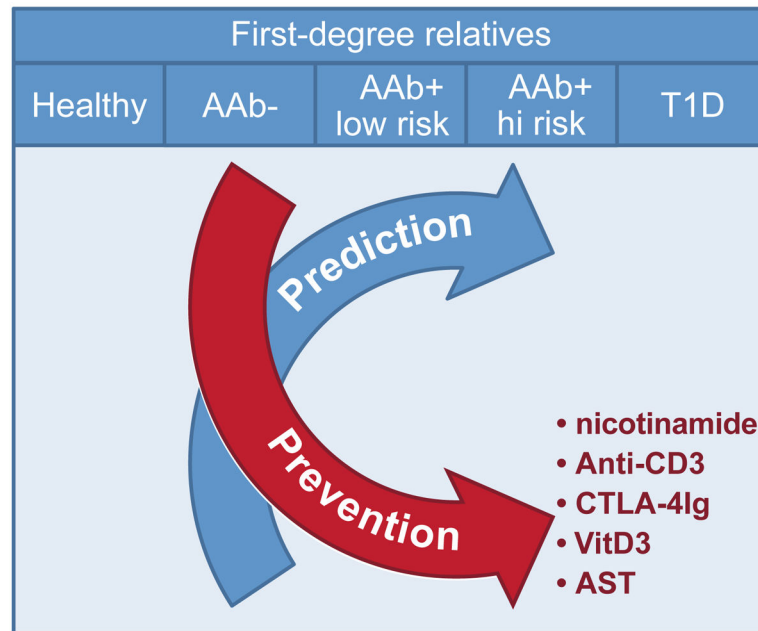 First-degree relatives
Healthy
AAb-
AAb+
low risk
AAb+
hi risk
T1D
Prediction
Prevention
• nicotinamide
• Anti-CD3
• CTLA-4Ig
• VitD3
• AST